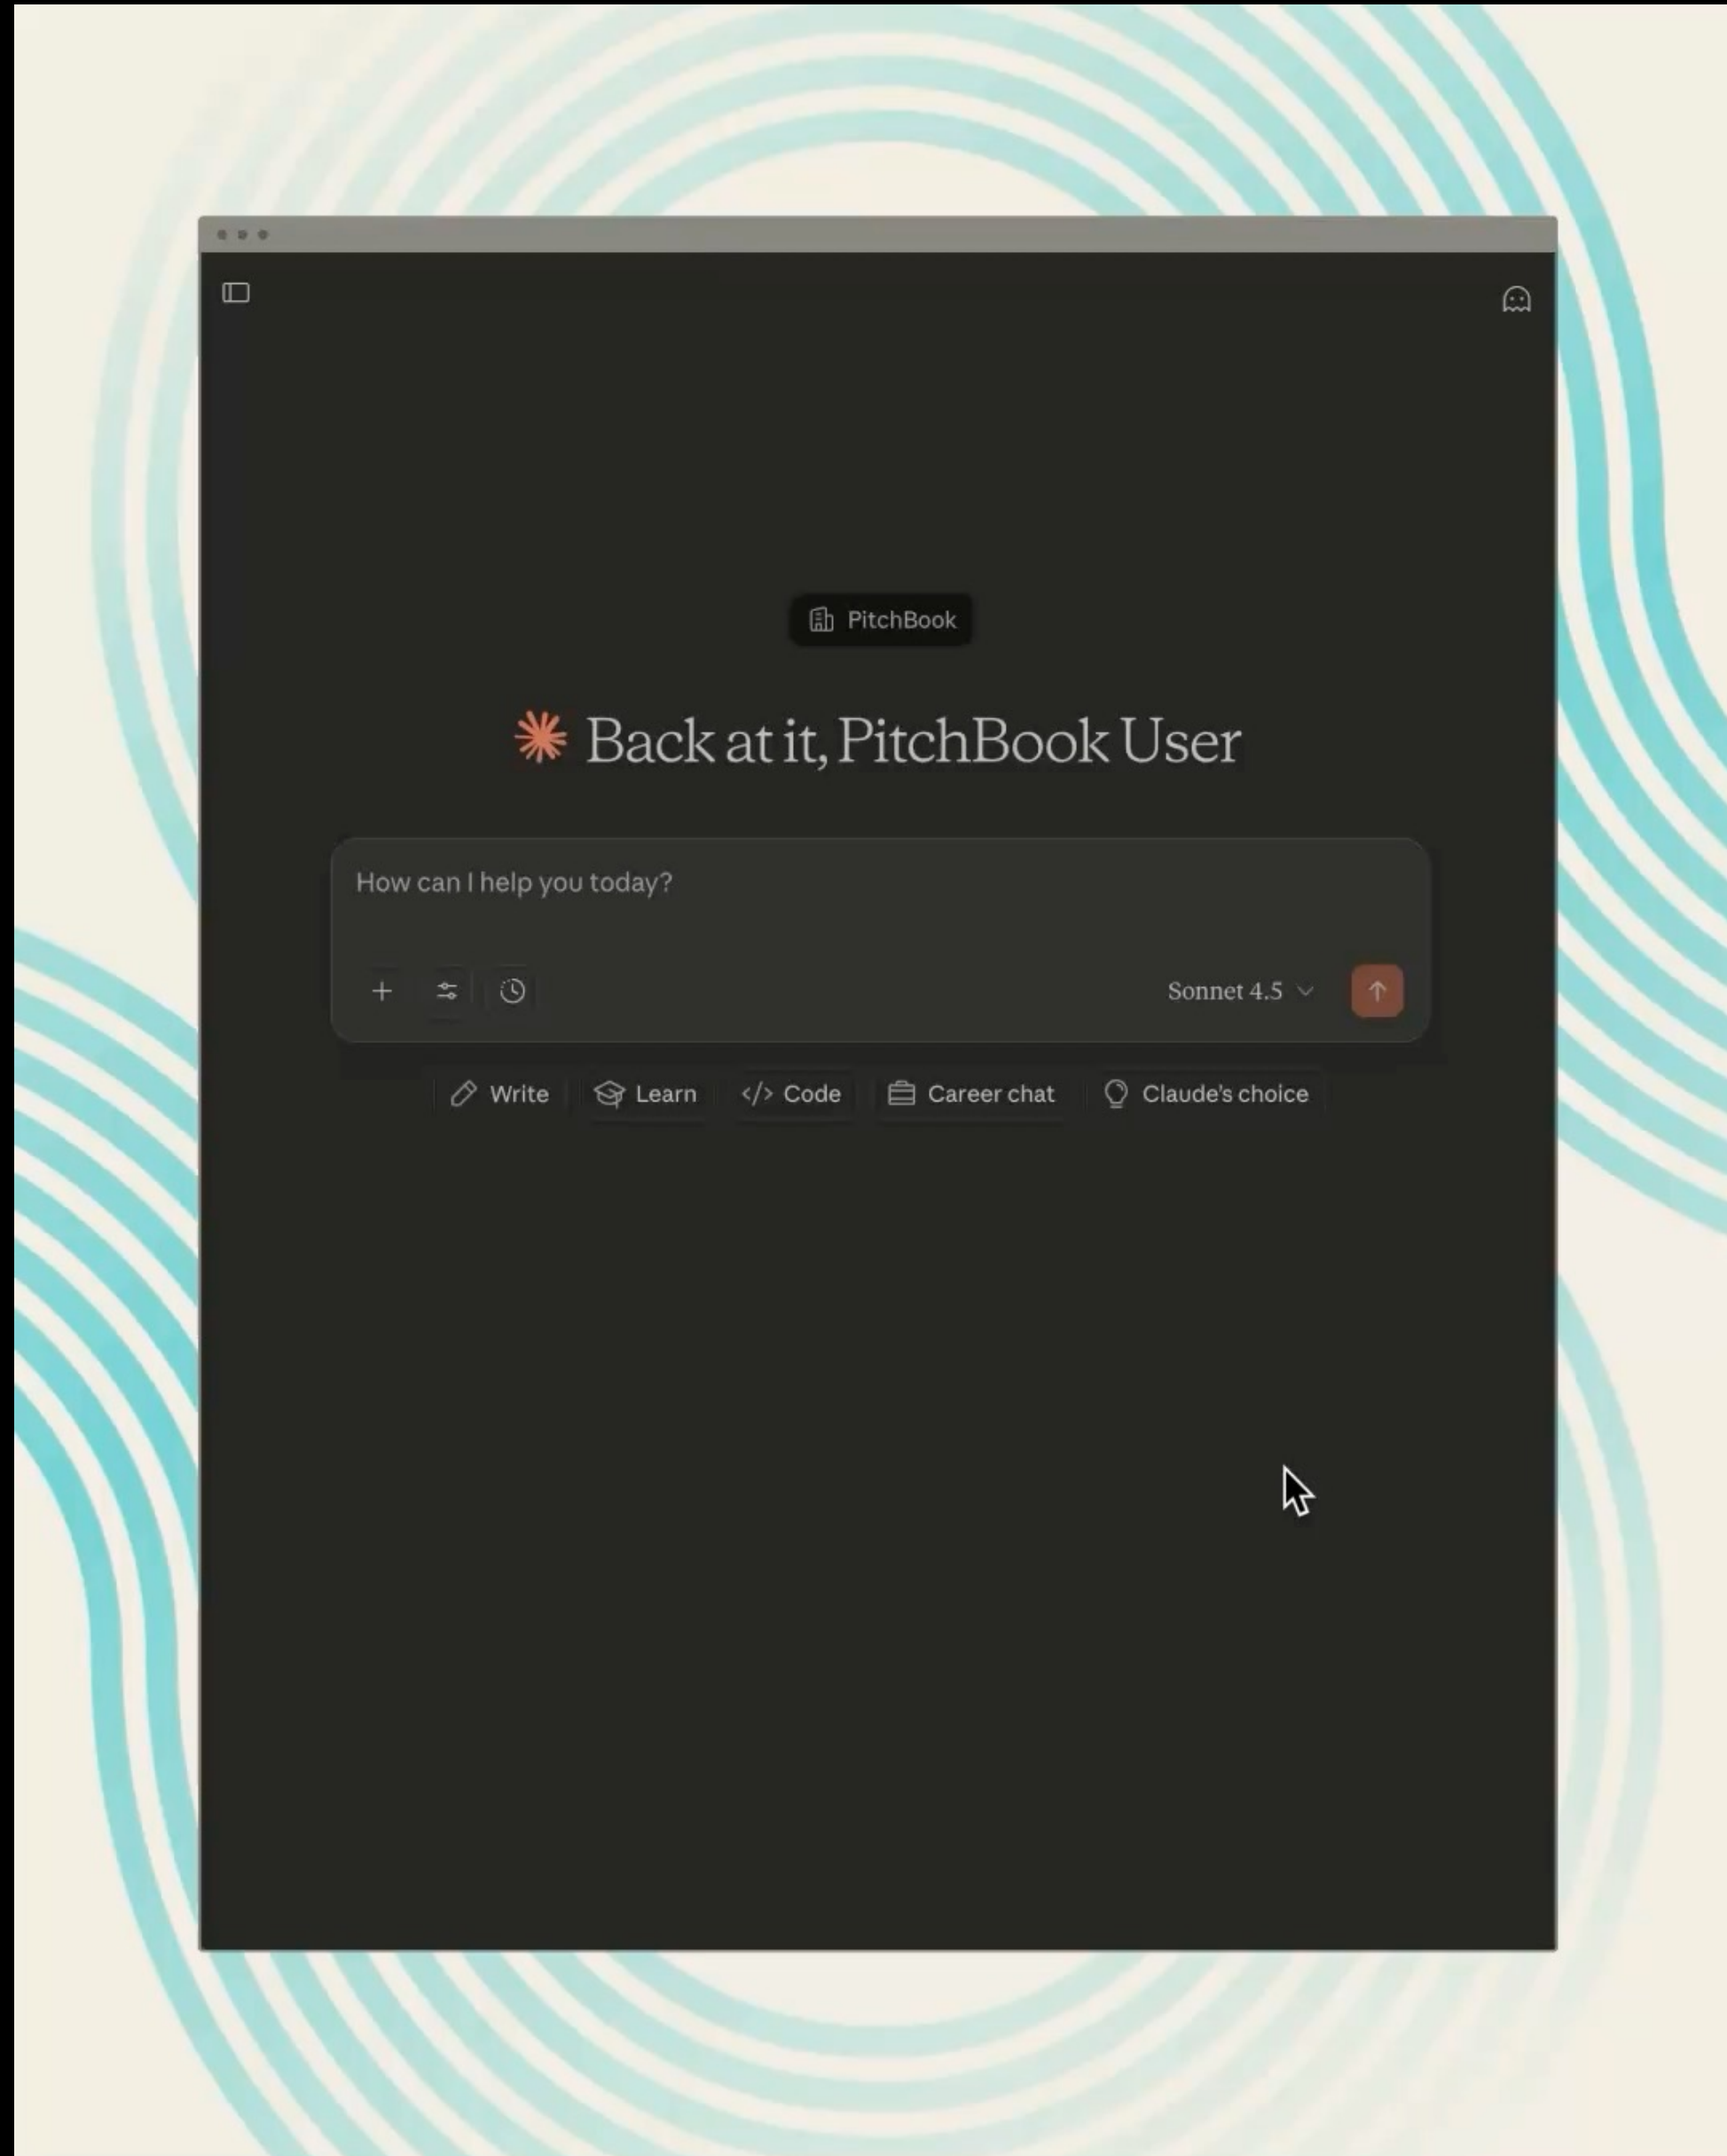 PitchBook
Back at it, PitchBook User
How can I help you today?
Sonnet 4.5
Write Learn </> Code Career chat Claude's choice